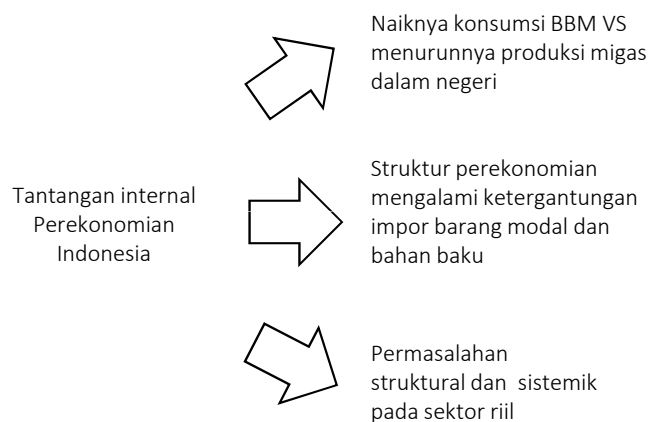 Naiknya konsumsi BBM VS
menurunnya produksi migas
dalam negeri
Tantangan internal
Perekonomian
Indonesia
Struktur perekonomian
mengalami ketergantungan
impor barang modal dan
bahan baku
Permasalahan
struktural dan sistemik
pada sektor riil